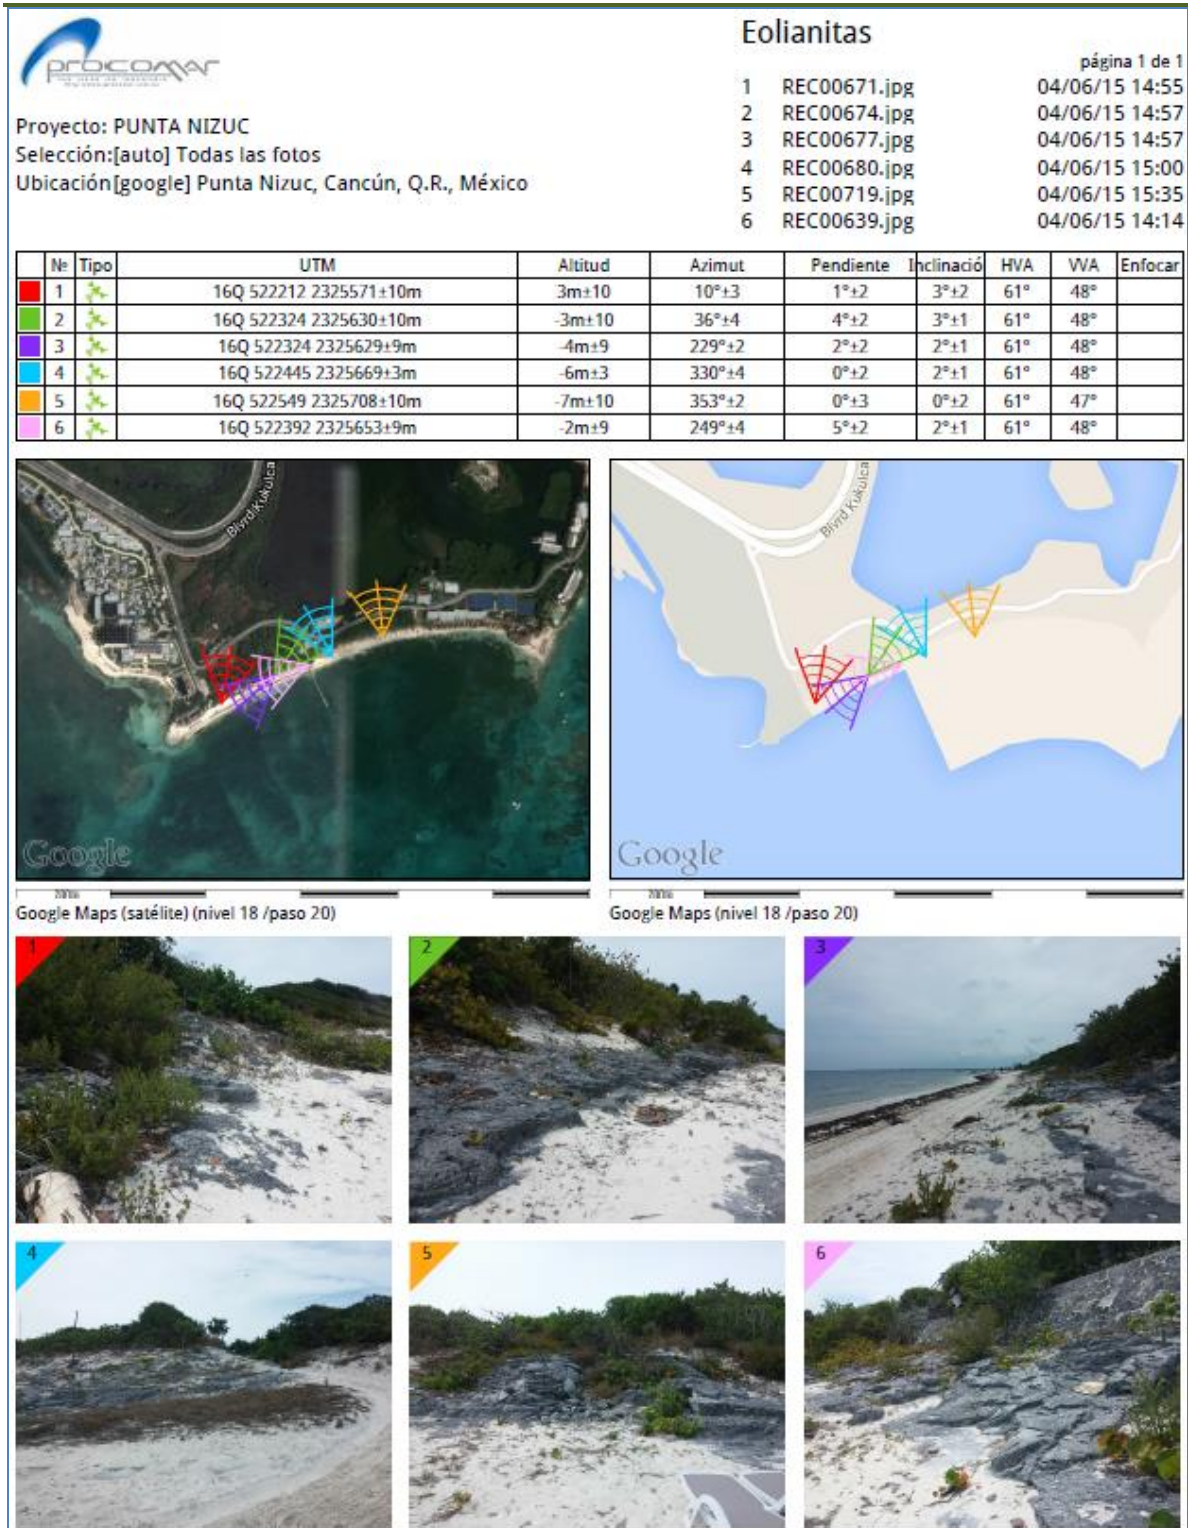 PROCOMAR
Eolianitas
página 1 de 1
1 REC00671.jpg 04/06/15 14:55
2 REC00674.jpg 04/06/15 14:57
3 REC00677.jpg 04/06/15 14:57
4 REC00680.jpg 04/06/15 15:00
5 REC00719.jpg 04/06/15 15:35
6 REC00639.jpg 04/06/15 14:14
Proyecto: PUNTA NIZUC
Selección:[auto] Todas las fotos
Ubicación[google] Punta Nizuc, Cancún, Q.R., México
Nº Tipo UTM Altitud Azimut Pendiente Inclinació HVA VVA Enfocar
1 16Q 522212 2325571±10m 3m±10 10°±3 1°±2 3°±2 61° 48°
2 16Q 522324 2325630±10m -3m±10 36°±4 4°±2 3°±1 61° 48°
3 16Q 522324 2325629±9m -4m±9 229°±2 2°±2 2°±1 61° 48°
4 16Q 522445 2325669±3m -6m±3 330°±4 0°±2 2°±1 61° 48°
5 16Q 522549 2325708±10m -7m±10 353°±2 0°±3 0°±2 61° 47°
6 16Q 522392 2325653±9m -2m±9 249°±4 5°±2 2°±1 61° 48°
Blvrd Kukulca
Blvrd Kukulca
Google
Google
200m
200m
Google Maps (satélite) (nivel 18 /paso 20)
Google Maps (nivel 18 /paso 20)
1
2
3
4
5
6